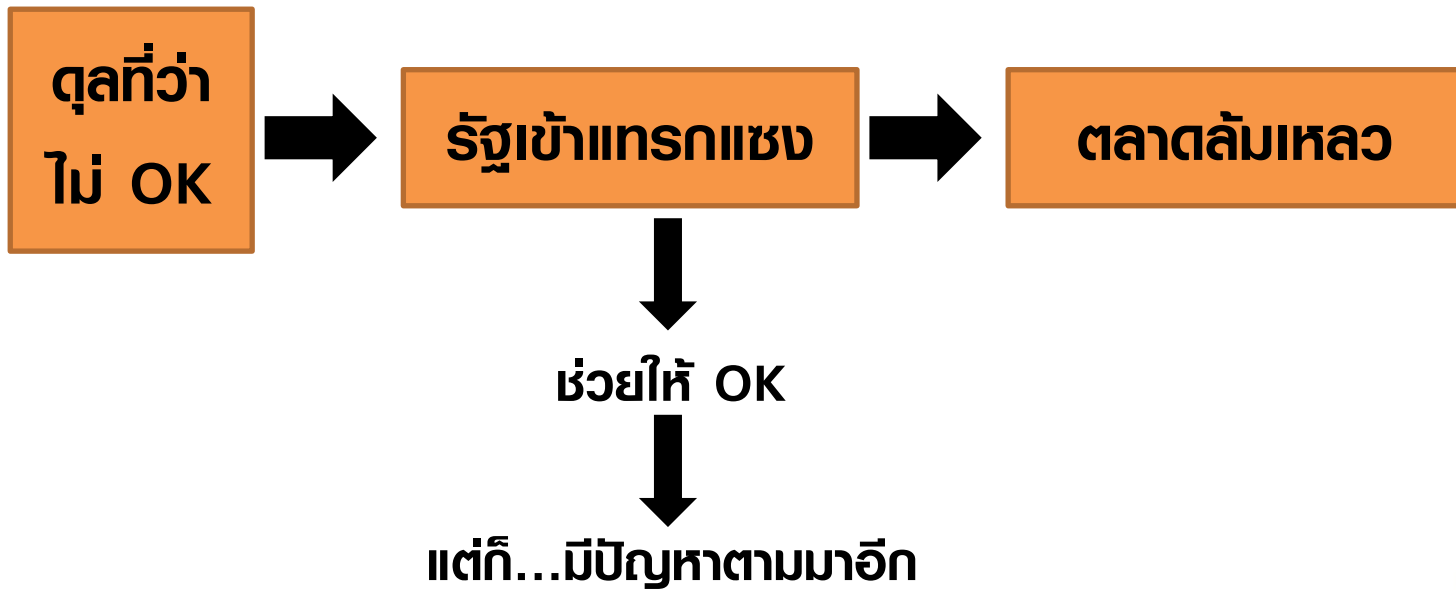 ดุลที่ว่า
ไม่ OK
รัฐเข้าแทรกแซง
ตลาดล้มเหลว
ช่วยให้ OK
แต่ก็...มีปัญหาตามมาอีก